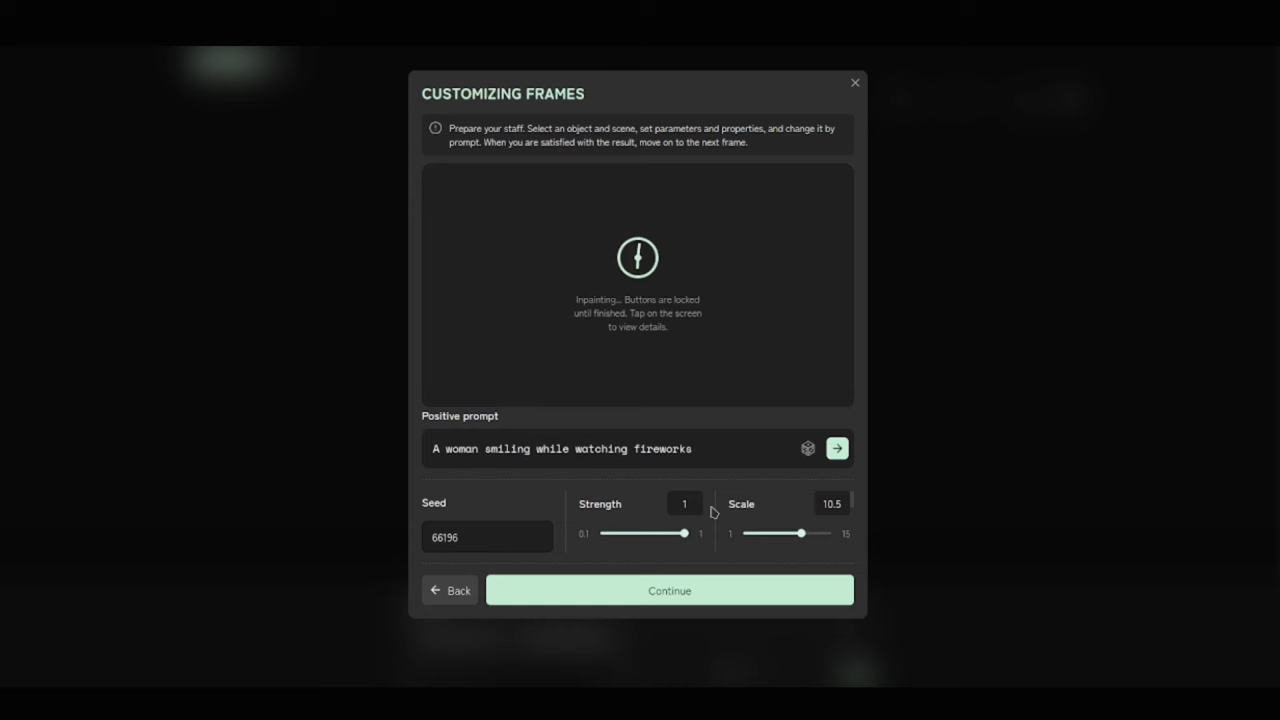 CUSTOMIZING FRAMES
Prepare your staff. Select an object and scene, set parameters and properties, and change it by
prompt. When you are satisfied with the result, move on to the next frame.
Inpainting... Buttons are locked
until finished. Tap on the screen
to view details.
Positive prompt
A woman smiling while watching fireworks
Seed
Strength 1
Scale 10.5
66196
0.1 1
1 15
Back
Continue